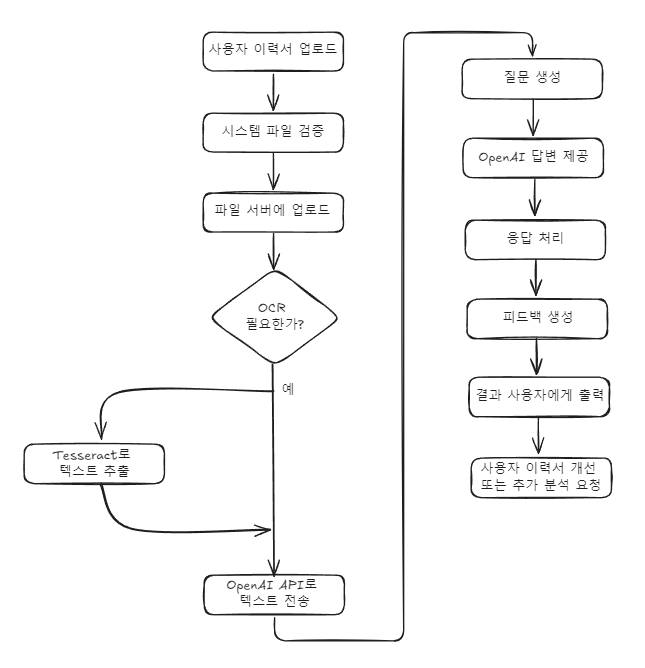 사용자 이력서 업로드
시스템 파일 검증
파일 서버에 업로드
OCR
필요한가?
예
Tesseract로
텍스트 추출
OpenAI API로
텍스트 전송
질문 생성
OpenAI 답변 제공
응답 처리
피드백 생성
결과 사용자에게 출력
사용자 이력서 개선
또는 추가 분석 요청